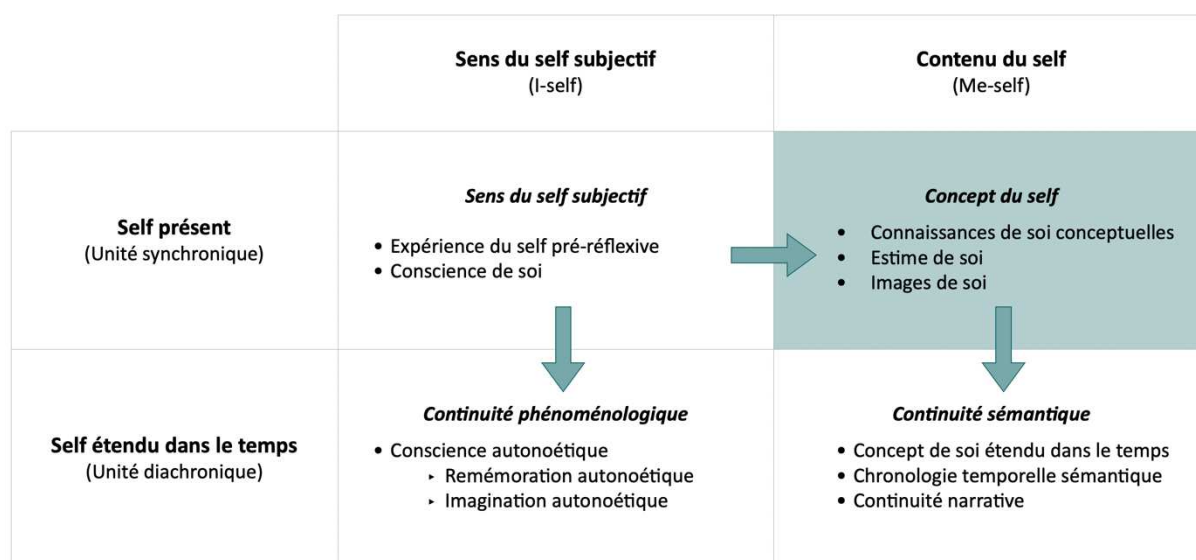 Sens du self subjectif
(I-self)
Contenu du self
(Me-self)
Self présent
(Unité synchronique)
Sens du self subjectif
• Expérience du self pré-réflexive
• Conscience de soi
Concept du self
• Connaissances de soi conceptuelles
• Estime de soi
• Images de soi
Self étendu dans le temps
(Unité diachronique)
Continuité phénoménologique
• Conscience autonoétique
‣ Remémoration autonoétique
‣ Imagination autonoétique
Continuité sémantique
• Concept de soi étendu dans le temps
• Chronologie temporelle sémantique
• Continuité narrative